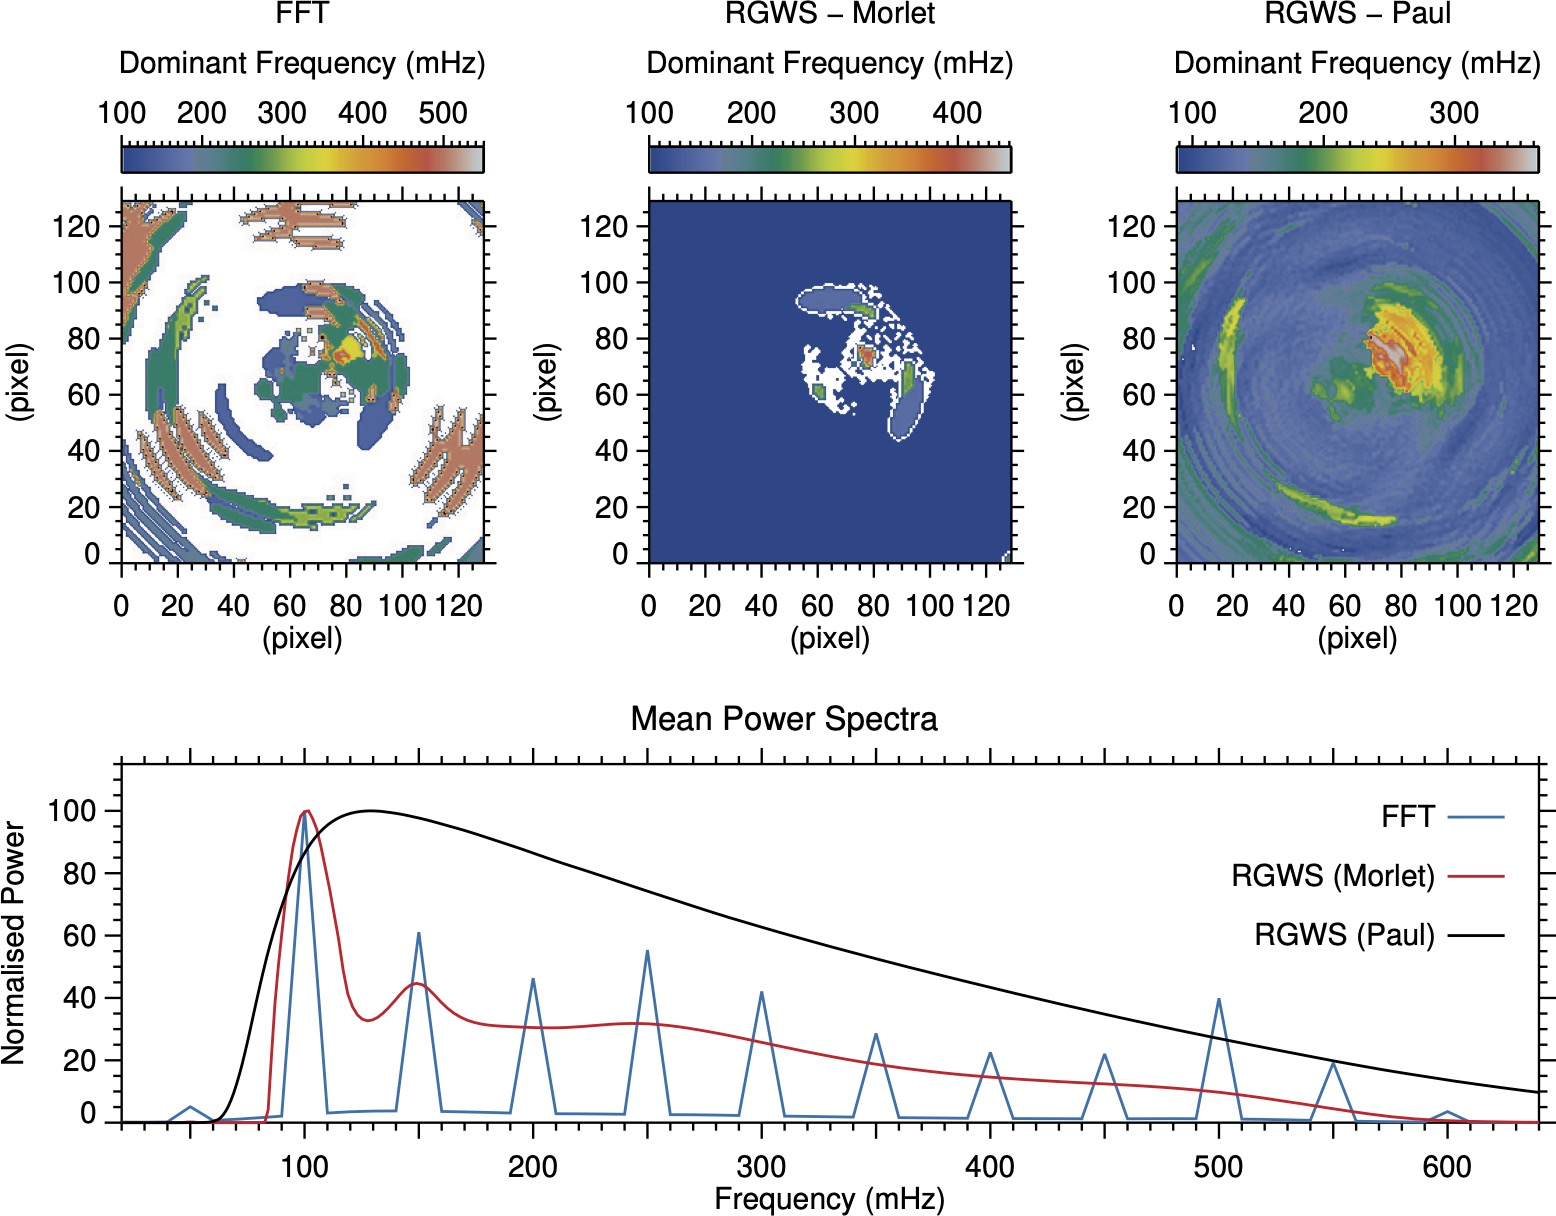 FFT
RGWS – Morlet
RGWS – Paul
Dominant Frequency (mHz)
Dominant Frequency (mHz)
Dominant Frequency (mHz)
100 200 300 400 500
100 200 300 400
100 200 300
(pixel)
120
100
80
60
40
20
0
0 20 40 60 80 100 120
(pixel)
(pixel)
120
100
80
60
40
20
0
0 20 40 60 80 100 120
(pixel)
(pixel)
120
100
80
60
40
20
0
0 20 40 60 80 100 120
(pixel)
Mean Power Spectra
Normalised Power
100
80
60
40
20
0
FFT
RGWS (Morlet)
RGWS (Paul)
100 200 300 400 500 600
Frequency (mHz)